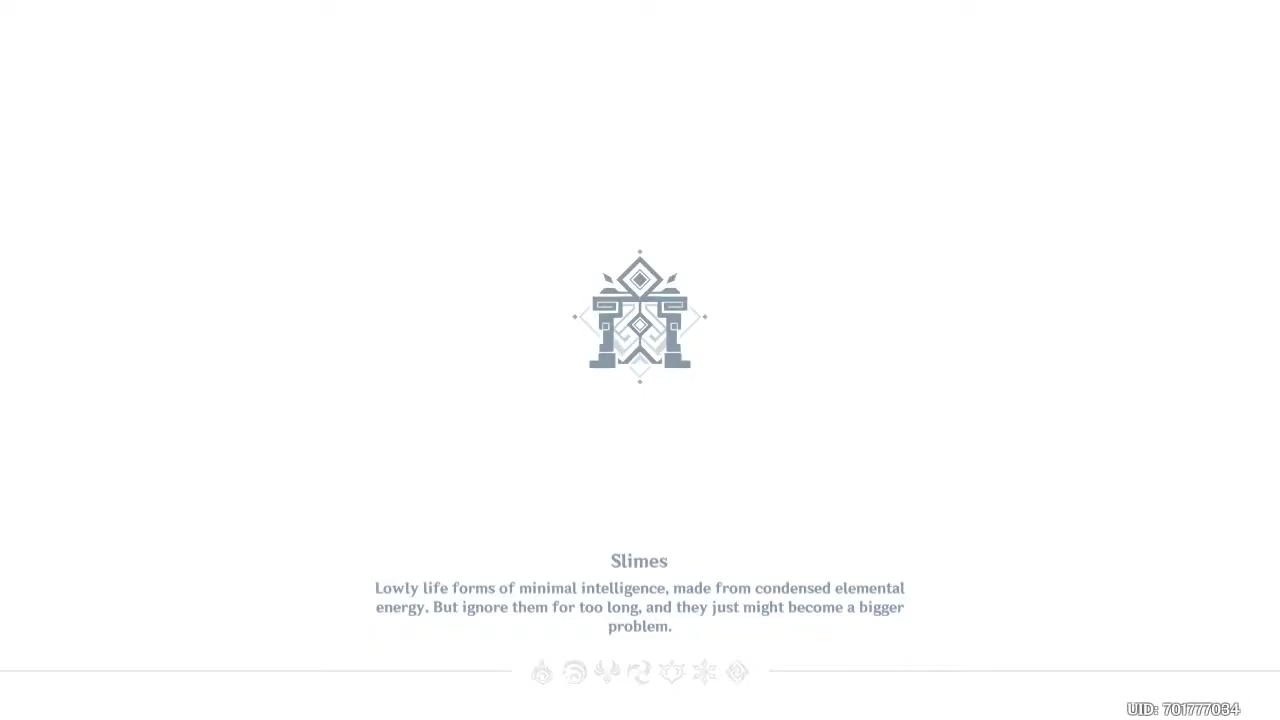 Slimes
Lowly life forms of minimal intelligence, made from condensed elemental
energy. But ignore them for too long, and they just might become a bigger
problem.
UID: 701777034